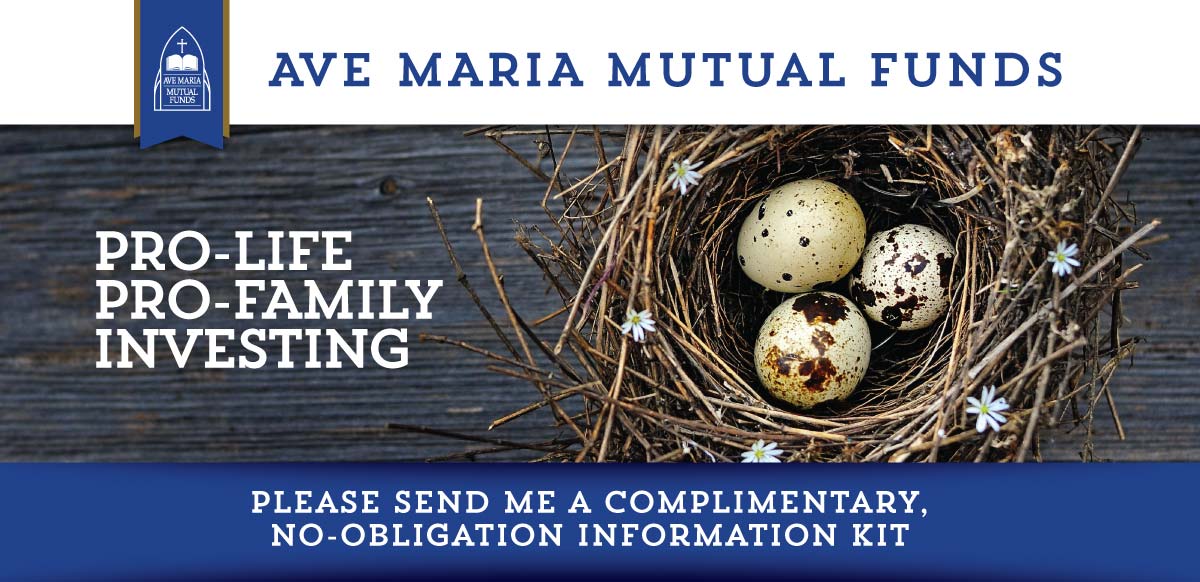 AVE MARIA
MUTUAL
FUNDS
AVE MARIA MUTUAL FUNDS
PRO-LIFE
PRO-FAMILY
INVESTING
PLEASE SEND ME A COMPLIMENTARY,
NO-OBLIGATION INFORMATION KIT